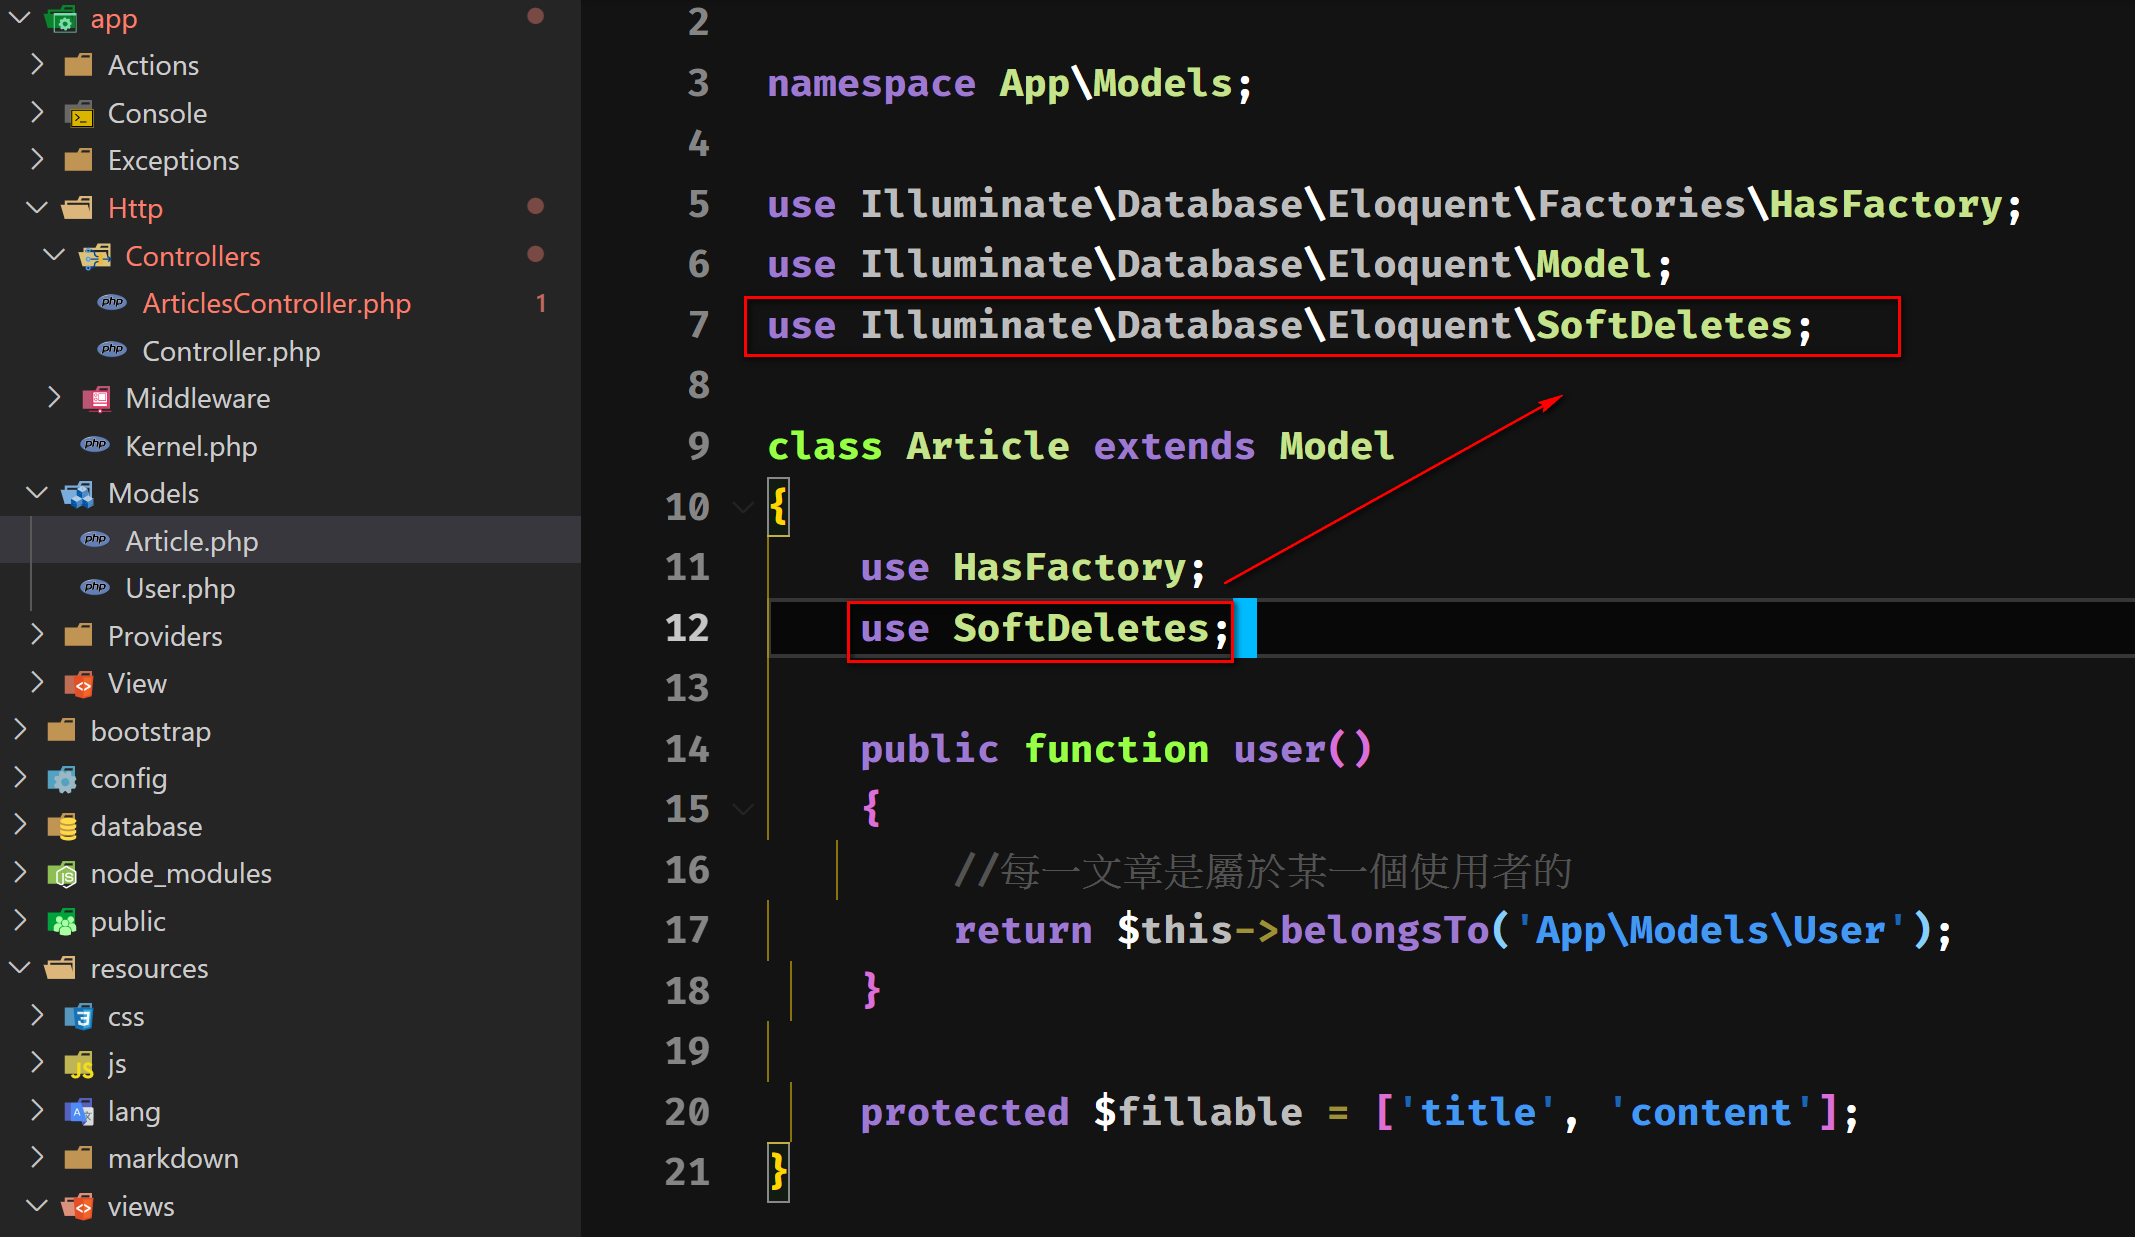 app
Actions
Console
Exceptions
Http
Controllers
php ArticlesController.php 1
php Controller.php
Middleware
php Kernel.php
Models
php Article.php
php User.php
Providers
View
bootstrap
config
database
node_modules
public
resources
css
js
lang
markdown
views
2
3 namespace App\Models;
4
5 use Illuminate\Database\Eloquent\Factories\HasFactory;
6 use Illuminate\Database\Eloquent\Model;
7 use Illuminate\Database\Eloquent\SoftDeletes;
8
9 class Article extends Model
10 {
11 use HasFactory;
12 use SoftDeletes;
13
14 public function user()
15 {
16 //每一文章是屬於某一個使用者的
17 return $this->belongsTo('App\Models\User');
18 }
19
20 protected $fillable = ['title', 'content'];
21 }